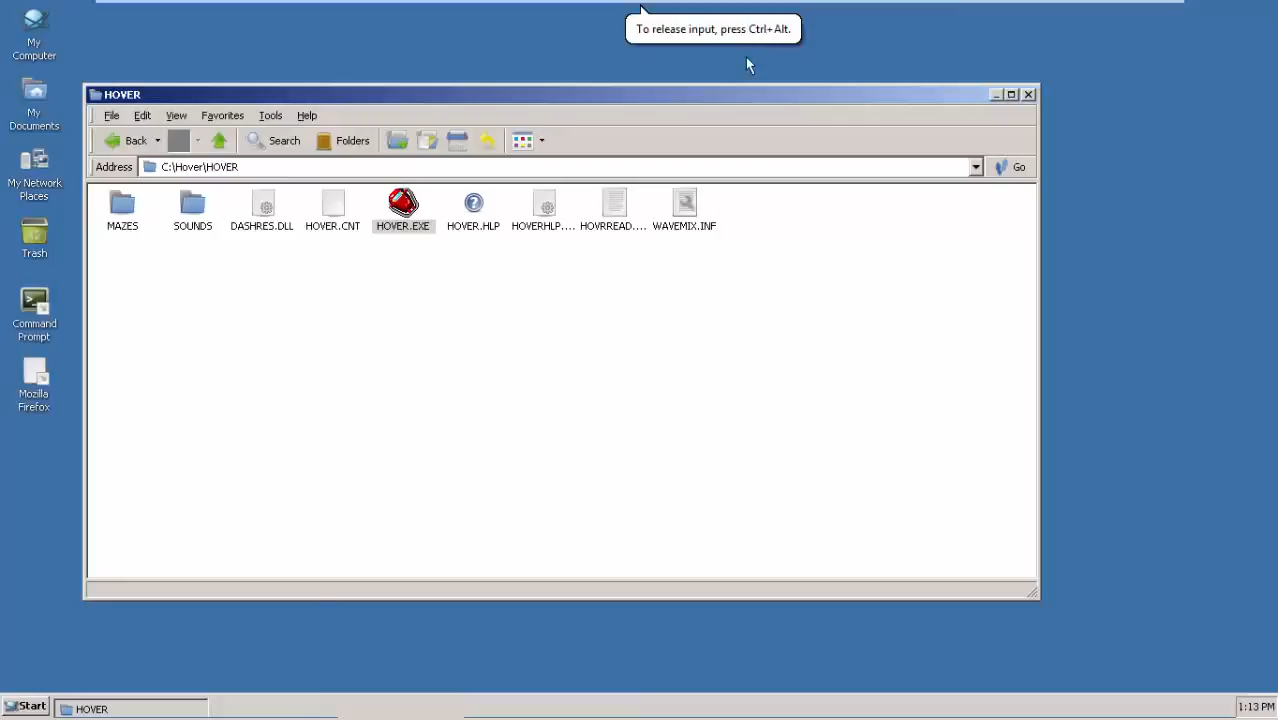 To release input, press Ctrl+Alt.
My
Computer
My
Documents
My Network
Places
Trash
Command
Prompt
Mozilla
Firefox
HOVER
File Edit View Favorites Tools Help
Back Search Folders
Address C:\Hover\HOVER Go
MAZES SOUNDS DASHRES.DLL HOVER.CNT HOVER.EXE HOVER.HLP HOVERHLP.... HOVRREAD.... WAVEMIX.INF
Start HOVER 1:13 PM